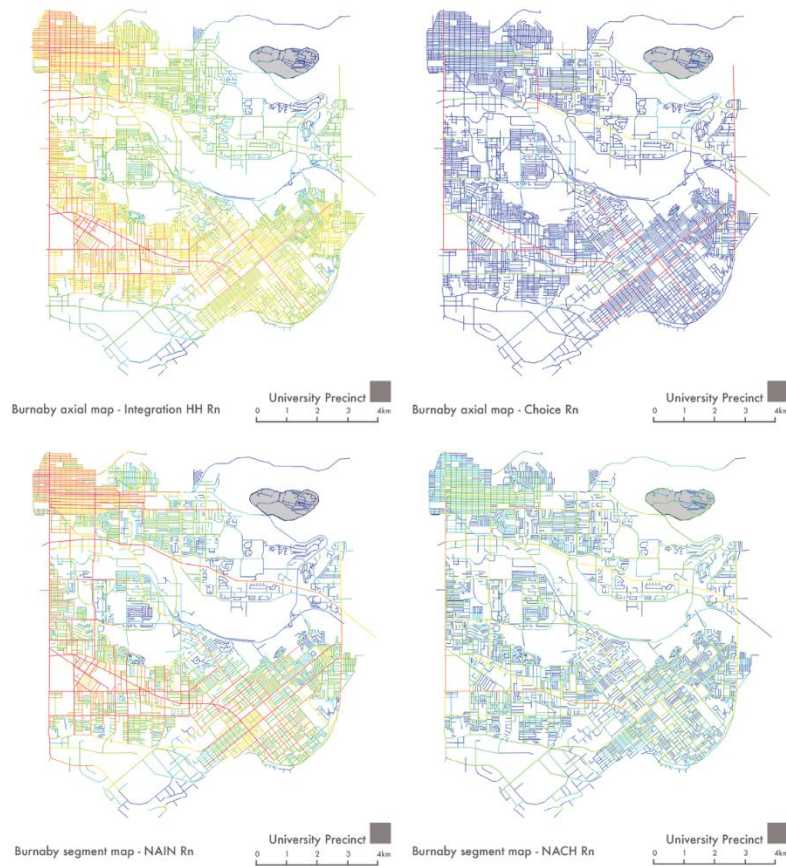 University Precinct
Burnaby axial map - Integration HH Rn
0 1 2 3 4km
University Precinct
Burnaby axial map - Choice Rn
0 1 2 3 4km
University Precinct
Burnaby segment map - NAIN Rn
0 1 2 3 4km
University Precinct
Burnaby segment map - NACH Rn
0 1 2 3 4km